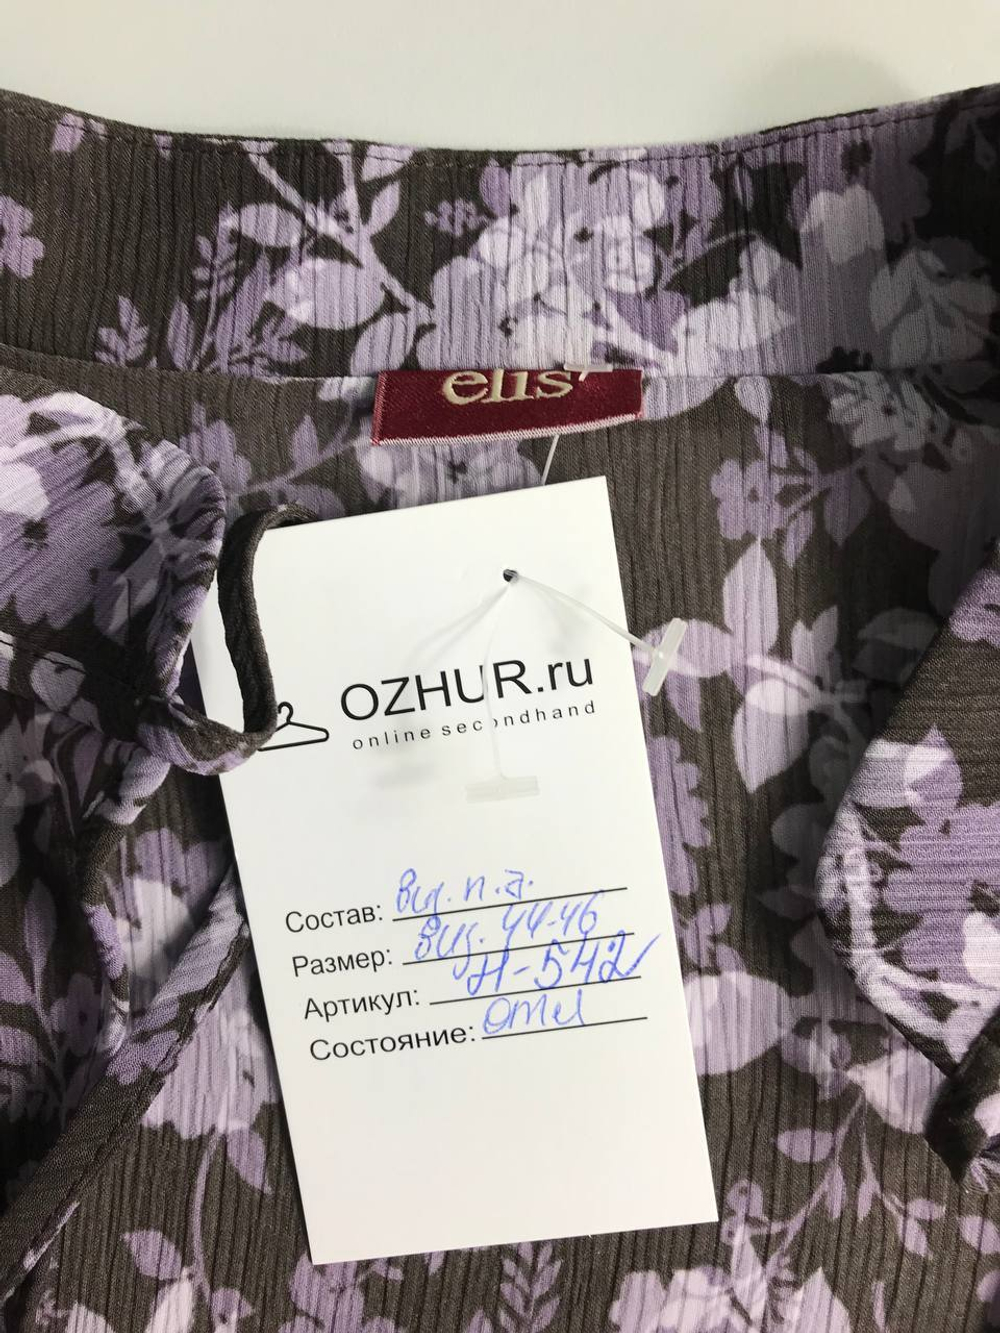 elis
OZHUR.ru
online secondhand
Состав: виз. п.э.
Размер: виз. 44-46
Артикул: Н-542
Состояние: отл